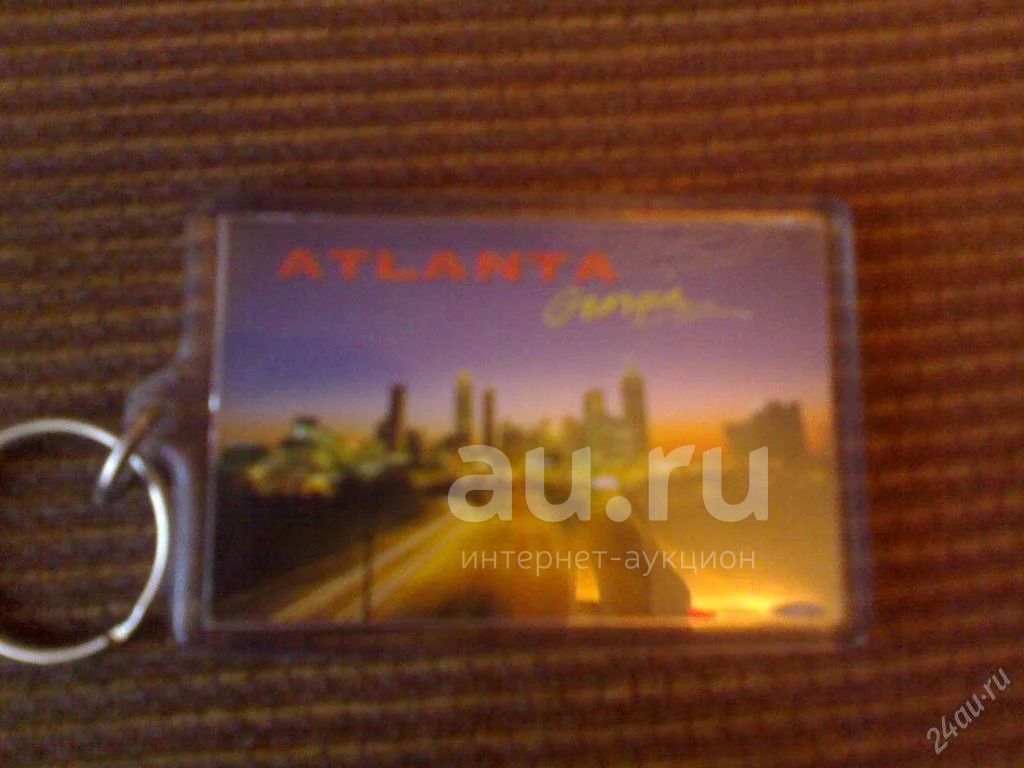 ATLANTA
Georgia
au.ru
интернет-аукцион
24au.ru